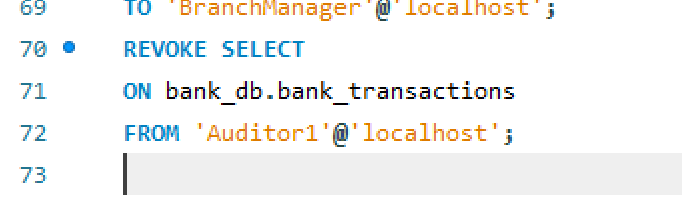 69 TO 'BranchManager'@'localhost';
70 REVOKE SELECT
71 ON bank_db.bank_transactions
72 FROM 'Auditor1'@'localhost';
73